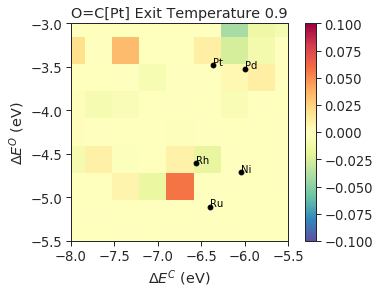 O=C[Pt] Exit Temperature 0.9
−3.0
−3.5
−4.0
−4.5
−5.0
−5.5
ΔE^O (eV)
Pt
Pd
Rh
Ni
Ru
−8.0 −7.5 −7.0 −6.5 −6.0 −5.5
ΔE^C (eV)
0.100
0.075
0.050
0.025
0.000
−0.025
−0.050
−0.075
−0.100